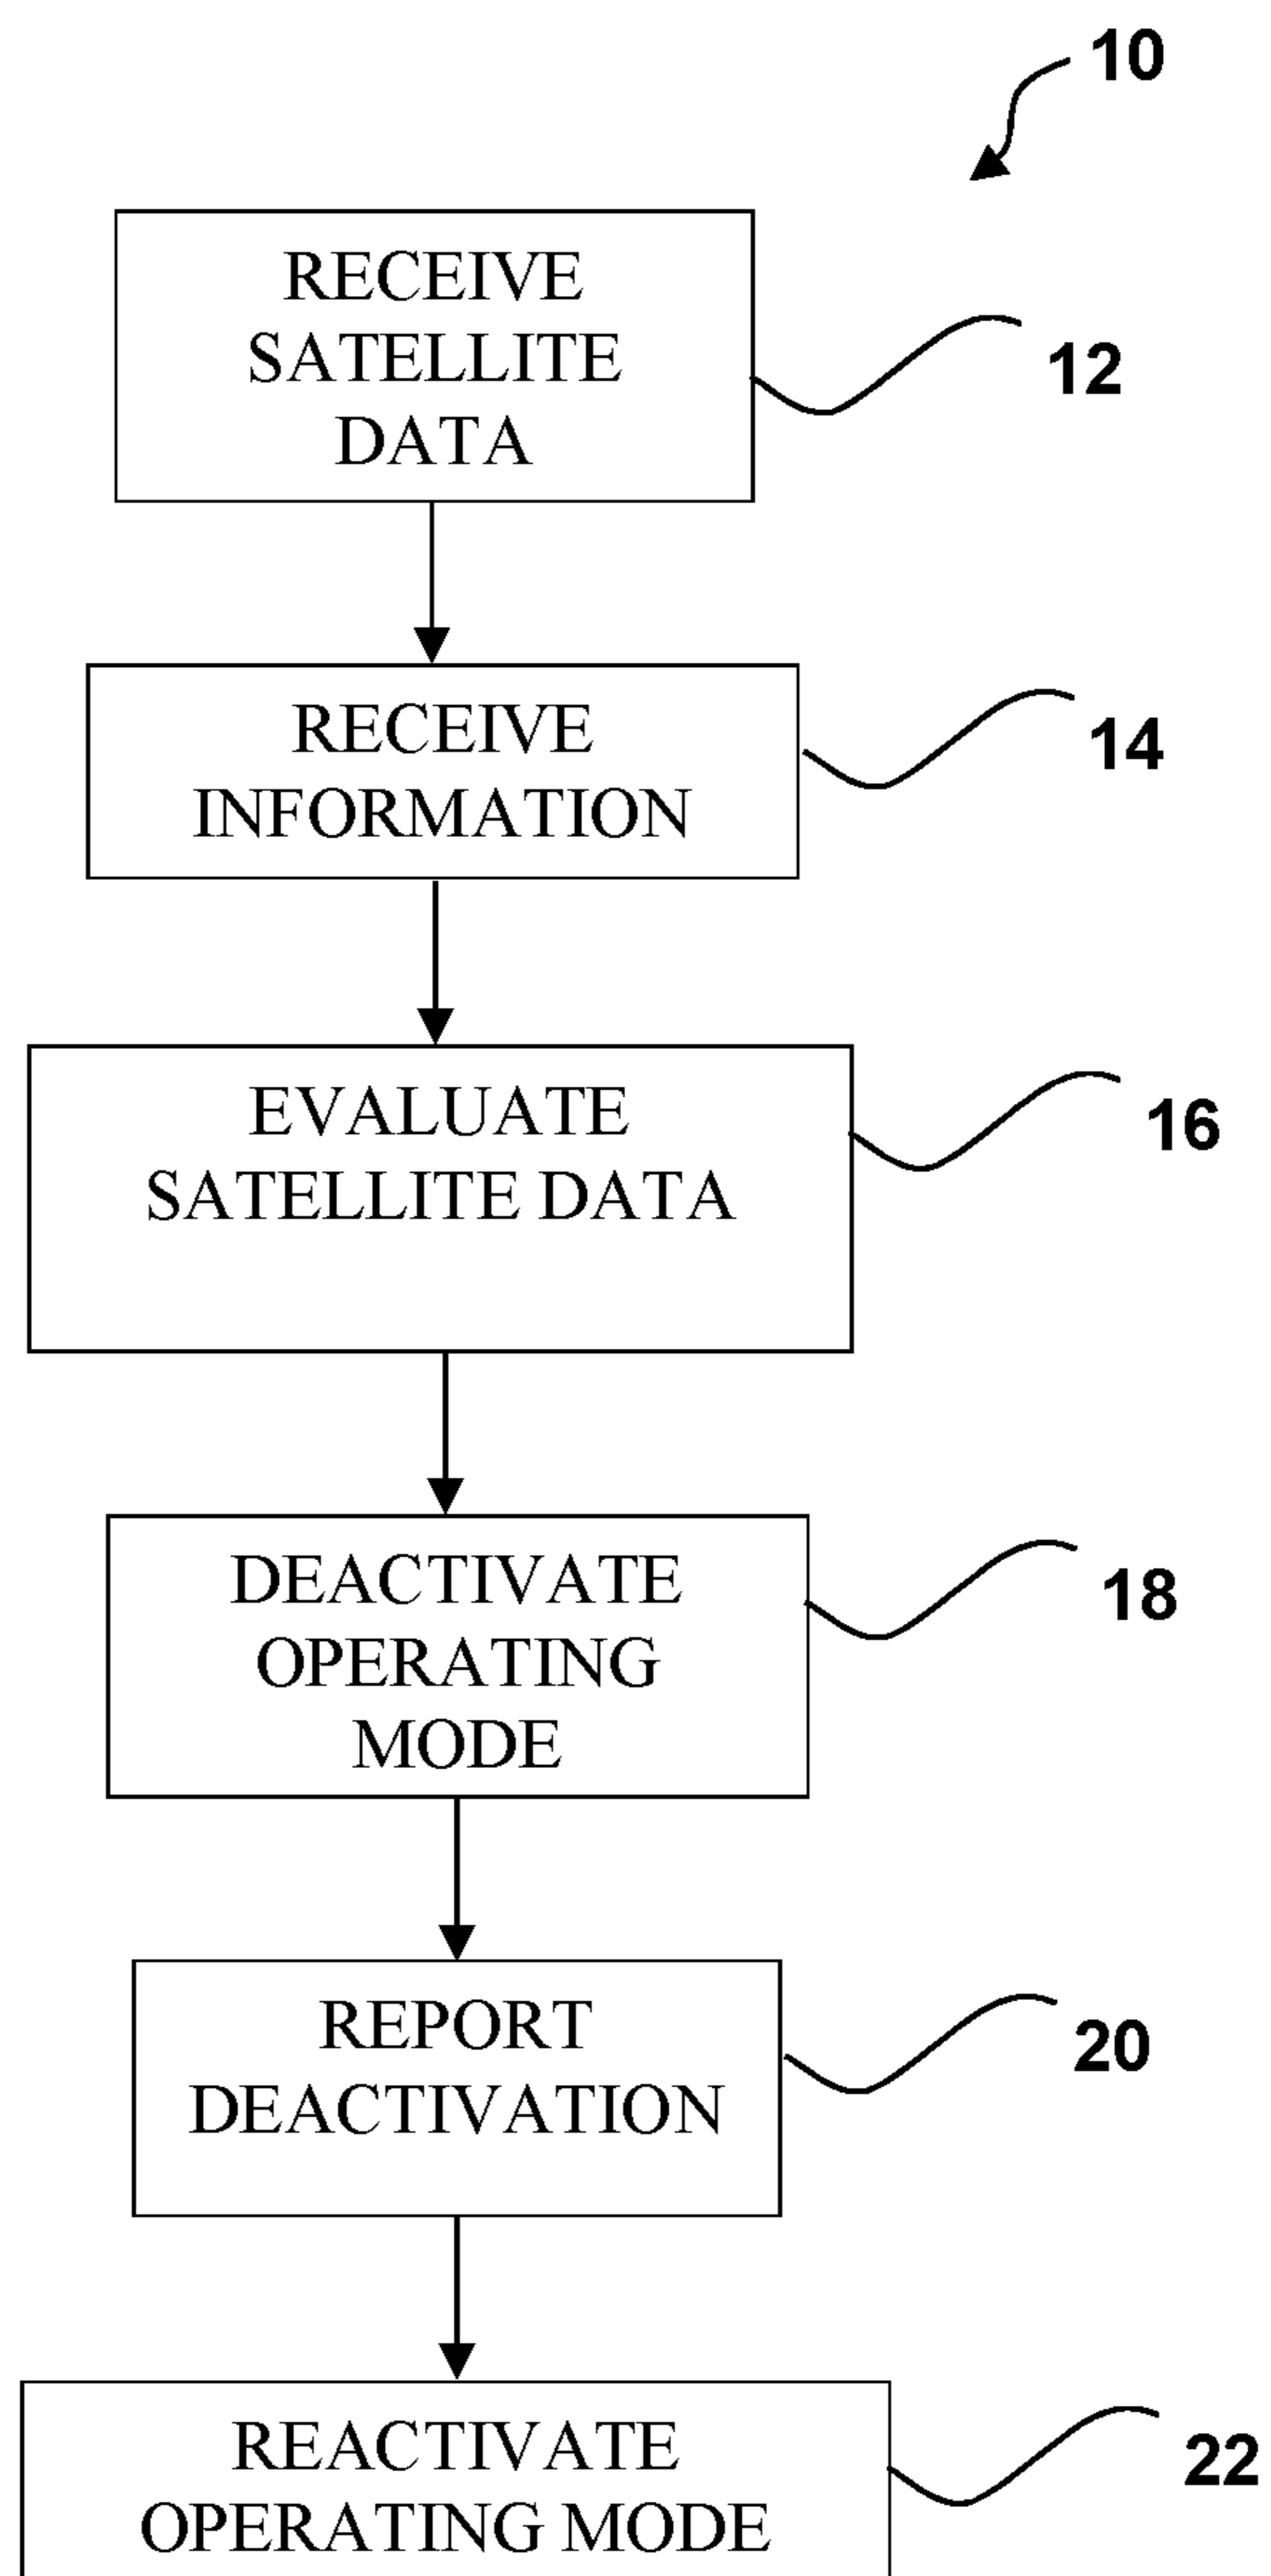 10
RECEIVE
SATELLITE
DATA
12
RECEIVE
INFORMATION
14
EVALUATE
SATELLITE DATA
16
DEACTIVATE
OPERATING
MODE
18
REPORT
DEACTIVATION
20
REACTIVATE
OPERATING MODE
22